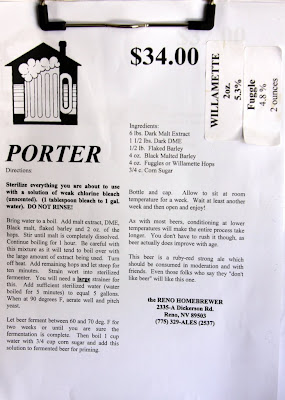 $34.00
WILLAMETTE
2oz.
5.3%
Fuggle
4.8 %
2 ounces
PORTER
Ingredients:
6 lbs. Dark Malt Extract
1 1/2 lbs. Dark DME
1/2 lb. Flaked Barley
4 oz. Black Malted Barley
4 oz. Fuggles or Willamette Hops
3/4 c. Corn Sugar
Directions:
Sterilize everything you are about to use
with a solution of weak chlorine bleach
(unscented). (1 tablespoon bleach to 1 gal.
water). DO NOT RINSE!
Bring water to a boil. Add malt extract, DME,
Black malt, flaked barley and 2 oz. of the
hops. Stir until malt is completely dissolved.
Continue boiling for 1 hour. Be careful with
this mixture as it will tend to boil over with
the large amount of extract being used. Turn
off heat. Add remaining hops and let steep for
ten minutes. Strain wort into sterilized
fermenter. You will need a large strainer for
this. Add sufficient sterilized water (water
boiled for 5 minutes) to equal 5 gallons.
When at 90 degrees F, aerate well and pitch
yeast.
Let beer ferment between 60 and 70 deg. F for
two weeks or until you are sure the
fermentation is complete. Then boil 1 cup
water with 3/4 cup corn sugar and add this
solution to fermented beer for priming.
Bottle and cap. Allow to sit at room
temperature for a week. Wait at least another
week and then open and enjoy!
As with most beers, conditioning at lower
temperatures will make the entire process take
longer. You don't have to rush it though, as
beer actually does improve with age.
This beer is a ruby-red strong ale which
should be consumed in moderation and with
friends. Even those folks who say they "don't
like beer" will like this one.
the RENO HOMEBREWER
2335-A Dickerson Rd.
Reno, NV 89503
(775) 329-ALES (2537)